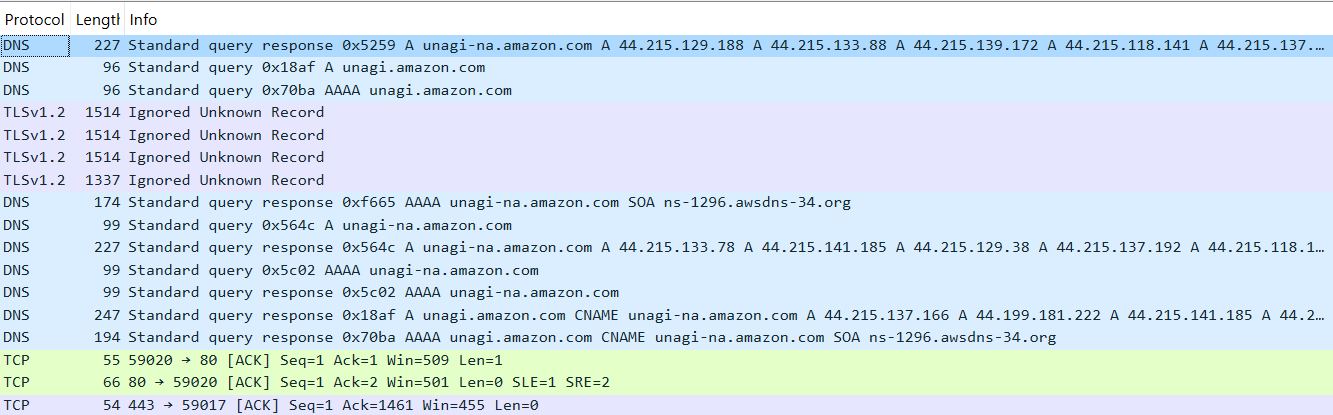 Protocol Length Info
DNS 227 Standard query response 0x5259 A unagi-na.amazon.com A 44.215.129.188 A 44.215.133.88 A 44.215.139.172 A 44.215.118.141 A 44.215.137.…
DNS 96 Standard query 0x18af A unagi.amazon.com
DNS 96 Standard query 0x70ba AAAA unagi.amazon.com
TLSv1.2 1514 Ignored Unknown Record
TLSv1.2 1514 Ignored Unknown Record
TLSv1.2 1514 Ignored Unknown Record
TLSv1.2 1337 Ignored Unknown Record
DNS 174 Standard query response 0xf665 AAAA unagi-na.amazon.com SOA ns-1296.awsdns-34.org
DNS 99 Standard query 0x564c A unagi-na.amazon.com
DNS 227 Standard query response 0x564c A unagi-na.amazon.com A 44.215.133.78 A 44.215.141.185 A 44.215.129.38 A 44.215.137.192 A 44.215.118.1…
DNS 99 Standard query 0x5c02 AAAA unagi-na.amazon.com
DNS 99 Standard query response 0x5c02 AAAA unagi-na.amazon.com
DNS 247 Standard query response 0x18af A unagi.amazon.com CNAME unagi-na.amazon.com A 44.215.137.166 A 44.199.181.222 A 44.215.141.185 A 44.2…
DNS 194 Standard query response 0x70ba AAAA unagi.amazon.com CNAME unagi-na.amazon.com SOA ns-1296.awsdns-34.org
TCP 55 59020 → 80 [ACK] Seq=1 Ack=1 Win=509 Len=1
TCP 66 80 → 59020 [ACK] Seq=1 Ack=2 Win=501 Len=0 SLE=1 SRE=2
TCP 54 443 → 59017 [ACK] Seq=1 Ack=1461 Win=455 Len=0